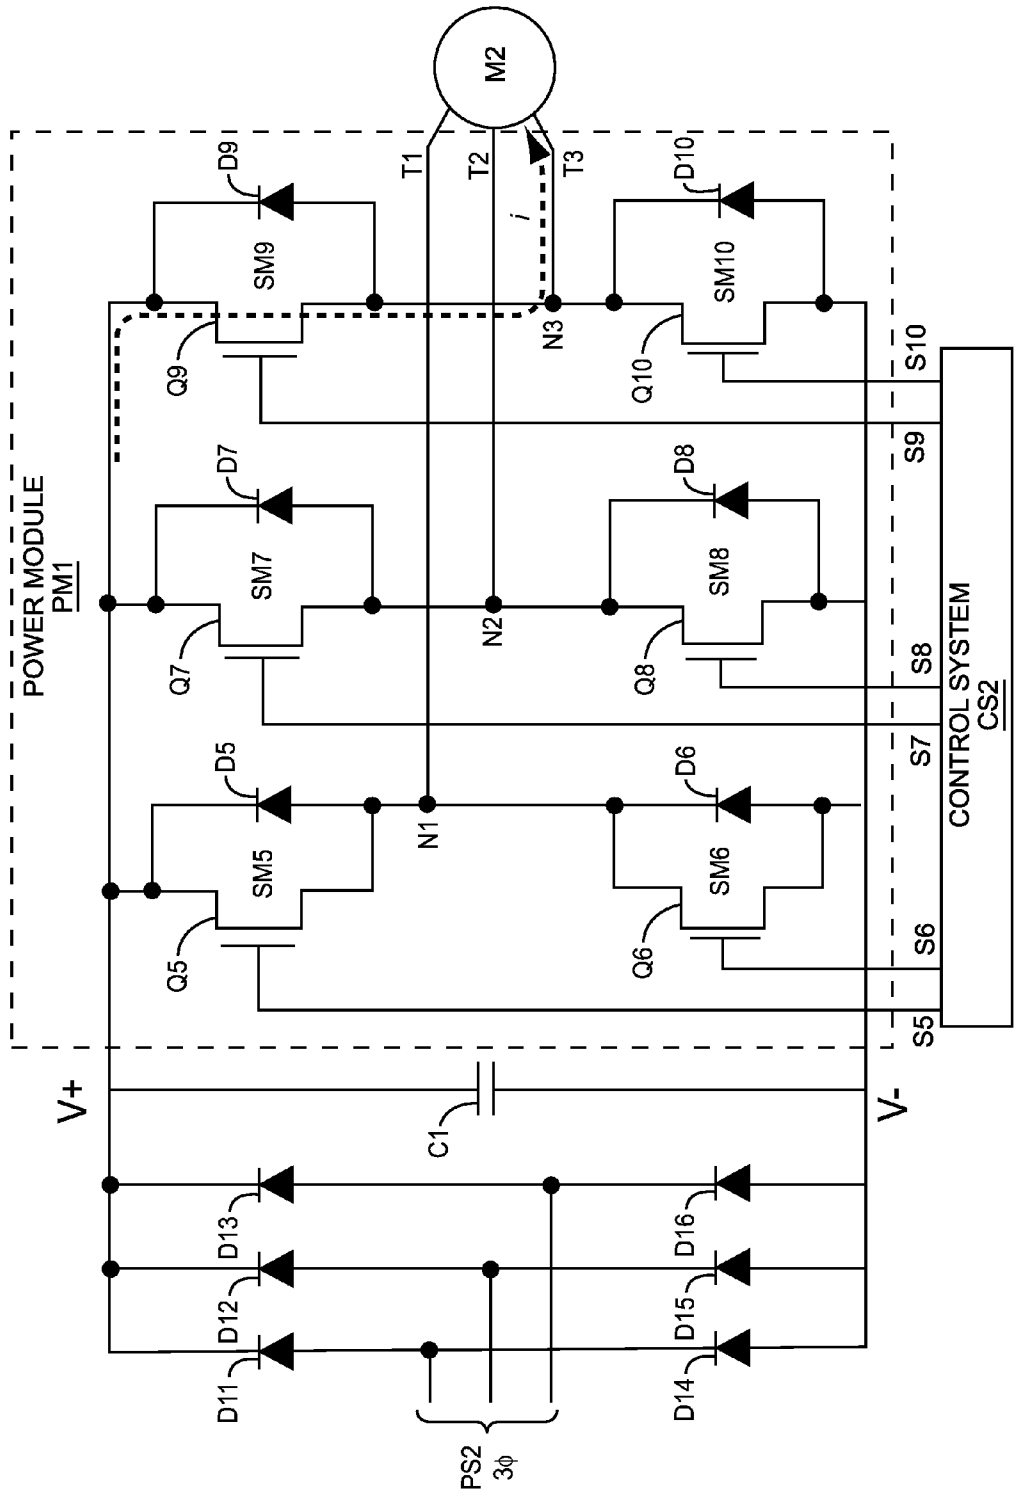 POWER MODULE
PM1
V+
V-
PS2
3ϕ
D11
D12
D13
D14
D15
D16
C1
Q5
SM5
D5
Q7
SM7
D7
Q9
SM9
D9
N1
N2
N3
i
T1
T2
T3
M2
Q6
SM6
D6
Q8
SM8
D8
Q10
SM10
D10
S5
S6
S7
S8
S9
S10
CONTROL SYSTEM
CS2